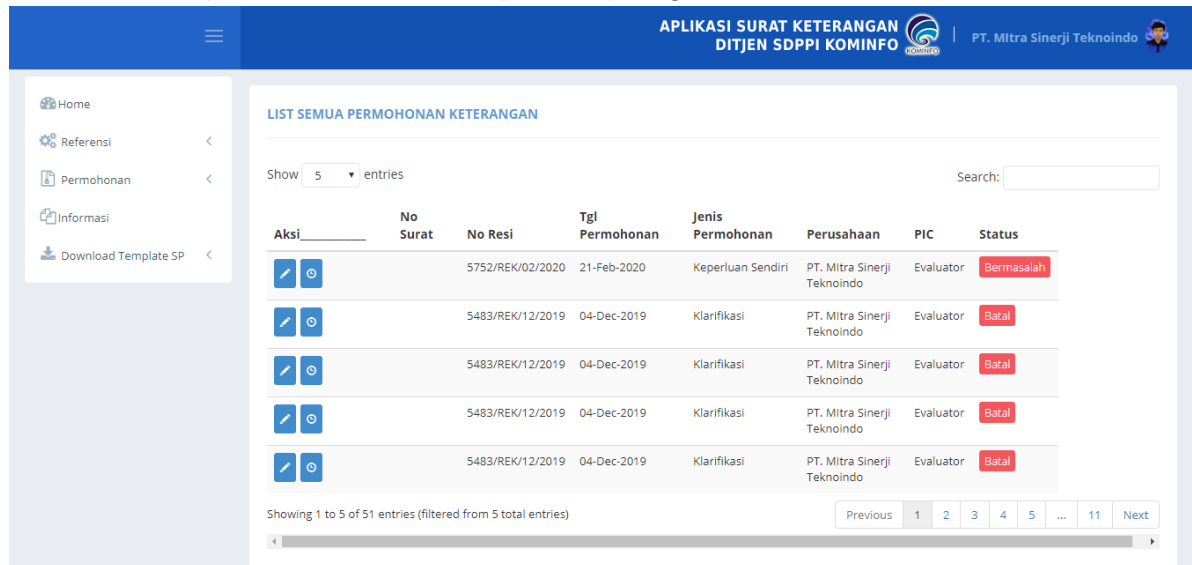 APLIKASI SURAT KETERANGAN
DITJEN SDPPI KOMINFO
KOMINFO
PT. MItra Sinerji Teknoindo
Home
Referensi
Permohonan
Informasi
Download Template SP
LIST SEMUA PERMOHONAN KETERANGAN
Show 5 entries
Search:
Aksi____________ No Surat No Resi Tgl Permohonan Jenis Permohonan Perusahaan PIC Status
5752/REK/02/2020 21-Feb-2020 Keperluan Sendiri PT. MItra Sinerji Teknoindo Evaluator Bermasalah
5483/REK/12/2019 04-Dec-2019 Klarifikasi PT. MItra Sinerji Teknoindo Evaluator Batal
5483/REK/12/2019 04-Dec-2019 Klarifikasi PT. MItra Sinerji Teknoindo Evaluator Batal
5483/REK/12/2019 04-Dec-2019 Klarifikasi PT. MItra Sinerji Teknoindo Evaluator Batal
5483/REK/12/2019 04-Dec-2019 Klarifikasi PT. MItra Sinerji Teknoindo Evaluator Batal
Showing 1 to 5 of 51 entries (filtered from 5 total entries)
Previous 1 2 3 4 5 ... 11 Next